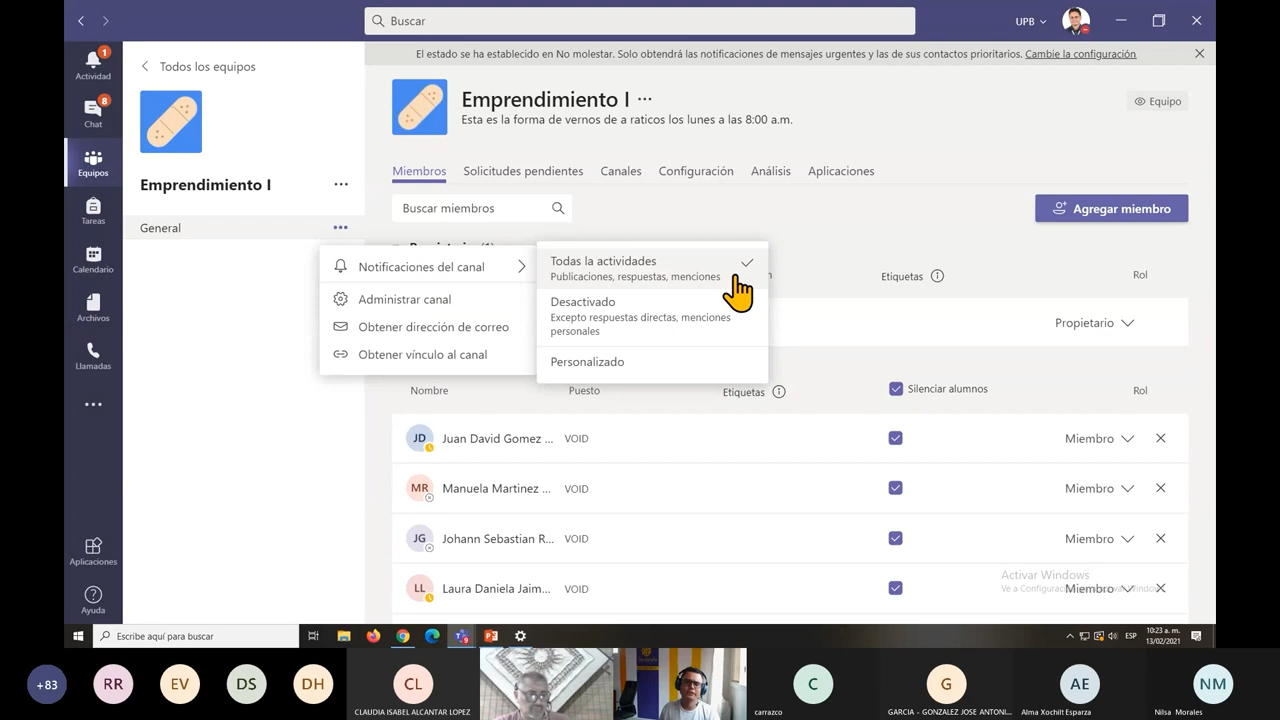 Buscar
UPB
Actividad
1
Chat
8
Equipos
Tareas
Calendario
Archivos
Llamadas
Aplicaciones
Ayuda
Todos los equipos
Emprendimiento I
General
El estado se ha establecido en No molestar. Solo obtendrá las notificaciones de mensajes urgentes y las de sus contactos prioritarios. Cambie la configuración
Emprendimiento I
Equipo
Esta es la forma de vernos de a raticos los lunes a las 8:00 a.m.
Miembros Solicitudes pendientes Canales Configuración Análisis Aplicaciones
Buscar miembros
Agregar miembro
Notificaciones del canal
Administrar canal
Obtener dirección de correo
Obtener vínculo al canal
Todas la actividades
Publicaciones, respuestas, menciones
Desactivado
Excepto respuestas directas, menciones
personales
Personalizado
Etiquetas Rol
Propietario
Nombre Puesto Etiquetas Silenciar alumnos Rol
JD Juan David Gomez ... VOID Miembro
MR Manuela Martinez ... VOID Miembro
JG Johann Sebastian R... VOID Miembro
LL Laura Daniela Jaim... VOID Miembro
Activar Windows
Escribe aquí para buscar
ESP
10:23 a. m.
13/02/2021
+83 RR EV DS DH CL C G AE NM
CLAUDIA ISABEL ALCANTAR LOPEZ
carrazco
GARCIA - GONZALEZ JOSE ANTONI...
Alma Xochilt Esparza
Nilsa Morales